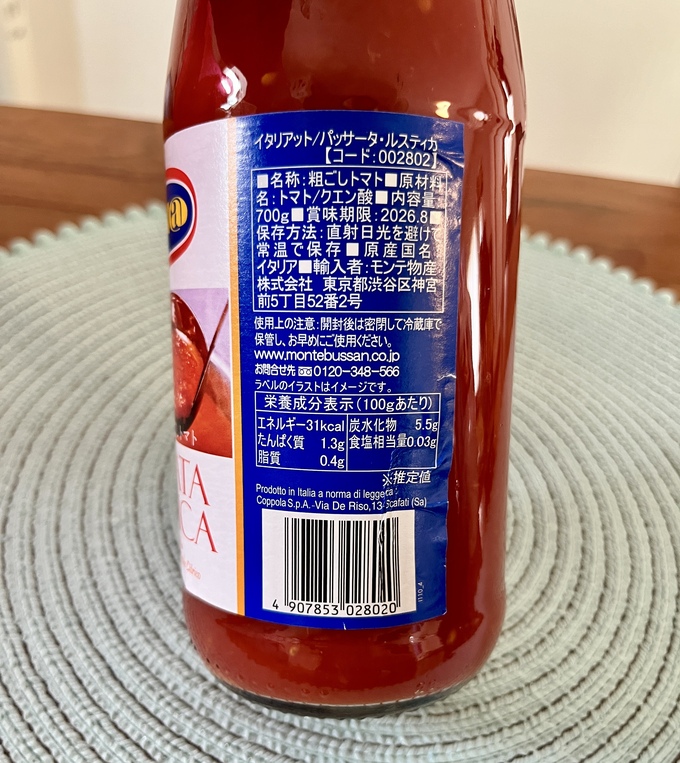 a
トマト
TA
CA
イタリアット/パッサータ・ルスティカ
【コード:002802】
■名称:粗ごしトマト■原材料
名:トマト/クエン酸■内容量:
700g■賞味期限:2026.8■
保存方法:直射日光を避けて
常温で保存■原産国名:
イタリア■輸入者:モンテ物産
株式会社 東京都渋谷区神宮
前5丁目52番2号
使用上の注意:開封後は密閉して冷蔵庫で
保管し、お早めにご使用ください。
www.montebussan.co.jp
お問合せ先 0120-348-566
ラベルのイラストはイメージです。
栄養成分表示(100gあたり)
エネルギー31kcal 炭水化物 5.5g
たんぱく質 1.3g 食塩相当量0.03g
脂質 0.4g
※推定値
Prodotto in Italia a norma di legge
Coppola S.p.A.-Via De Riso,13 Scafati (Sa)
4 907853 028020